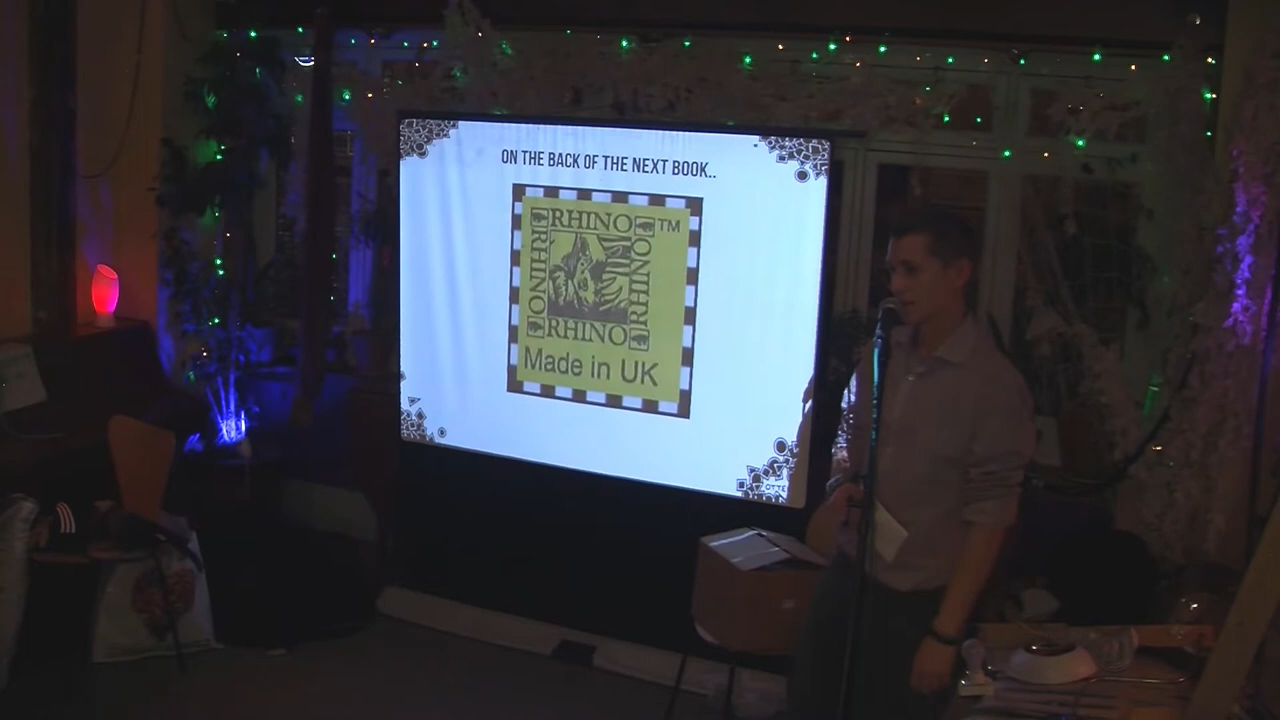 ON THE BACK OF THE NEXT BOOK..
RHINO TM
RHINO
RHINO
RHINO
Made in UK